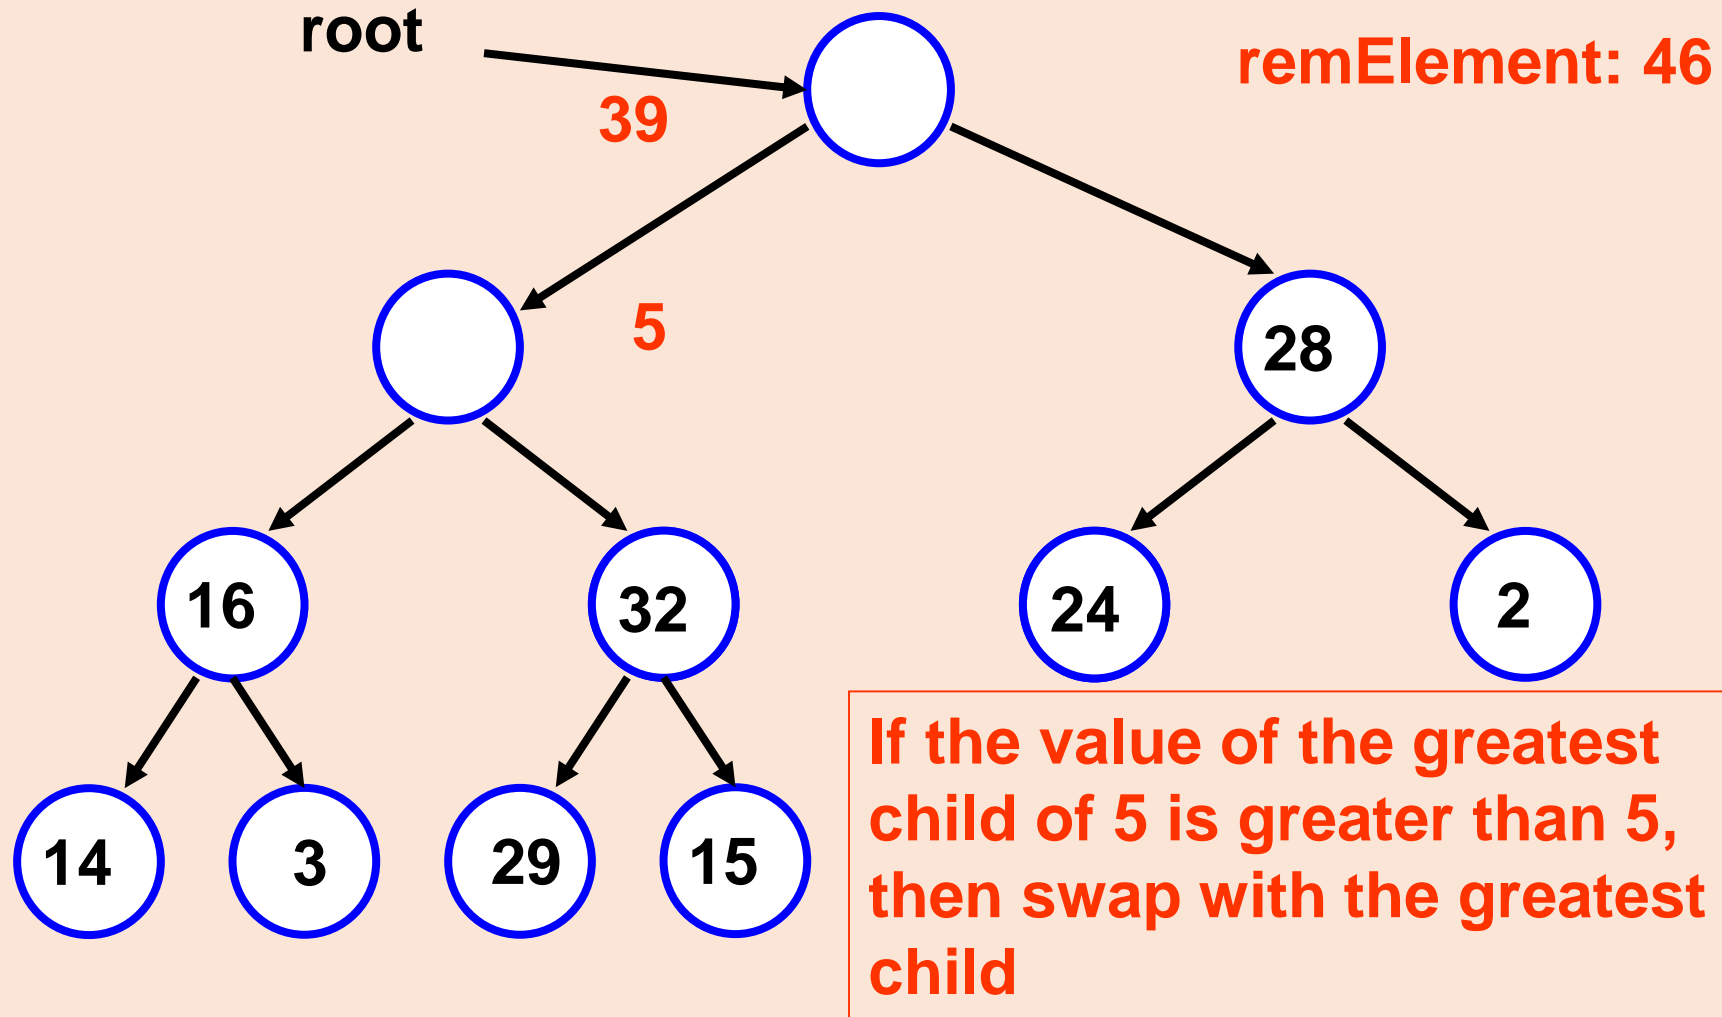 root
remElement: 46
39
5
28
16
32
24
2
14
3
29
15
If the value of the greatest
child of 5 is greater than 5,
then swap with the greatest
child